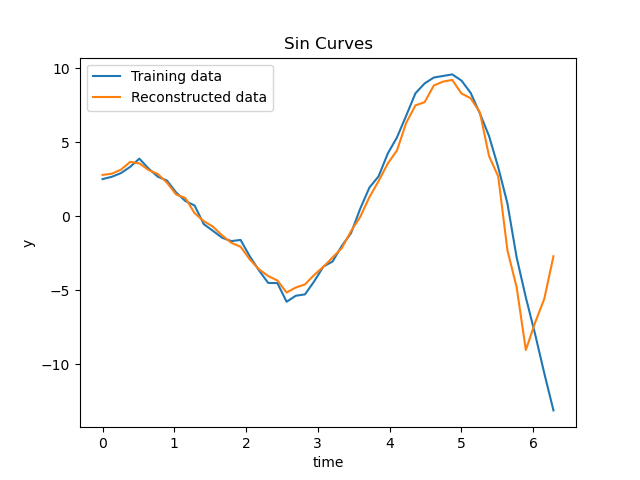 Sin Curves
Training data
Reconstructed data
10
5
0
−5
−10
y
0 1 2 3 4 5 6
time